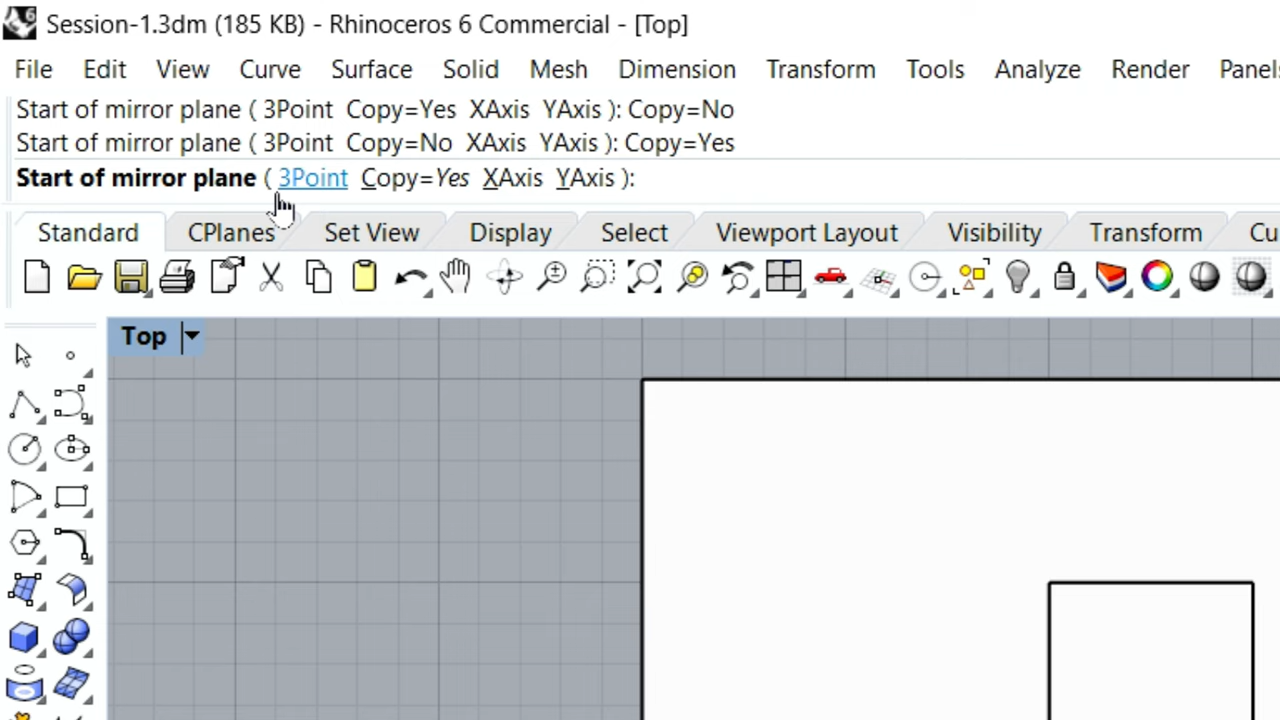 Session-1.3dm (185 KB) - Rhinoceros 6 Commercial - [Top]
File Edit View Curve Surface Solid Mesh Dimension Transform Tools Analyze Render Panels
Start of mirror plane ( 3Point Copy=Yes XAxis YAxis ): Copy=No
Start of mirror plane ( 3Point Copy=No XAxis YAxis ): Copy=Yes
Start of mirror plane ( 3Point Copy=Yes XAxis YAxis ):
Standard CPlanes Set View Display Select Viewport Layout Visibility Transform Cu
Top